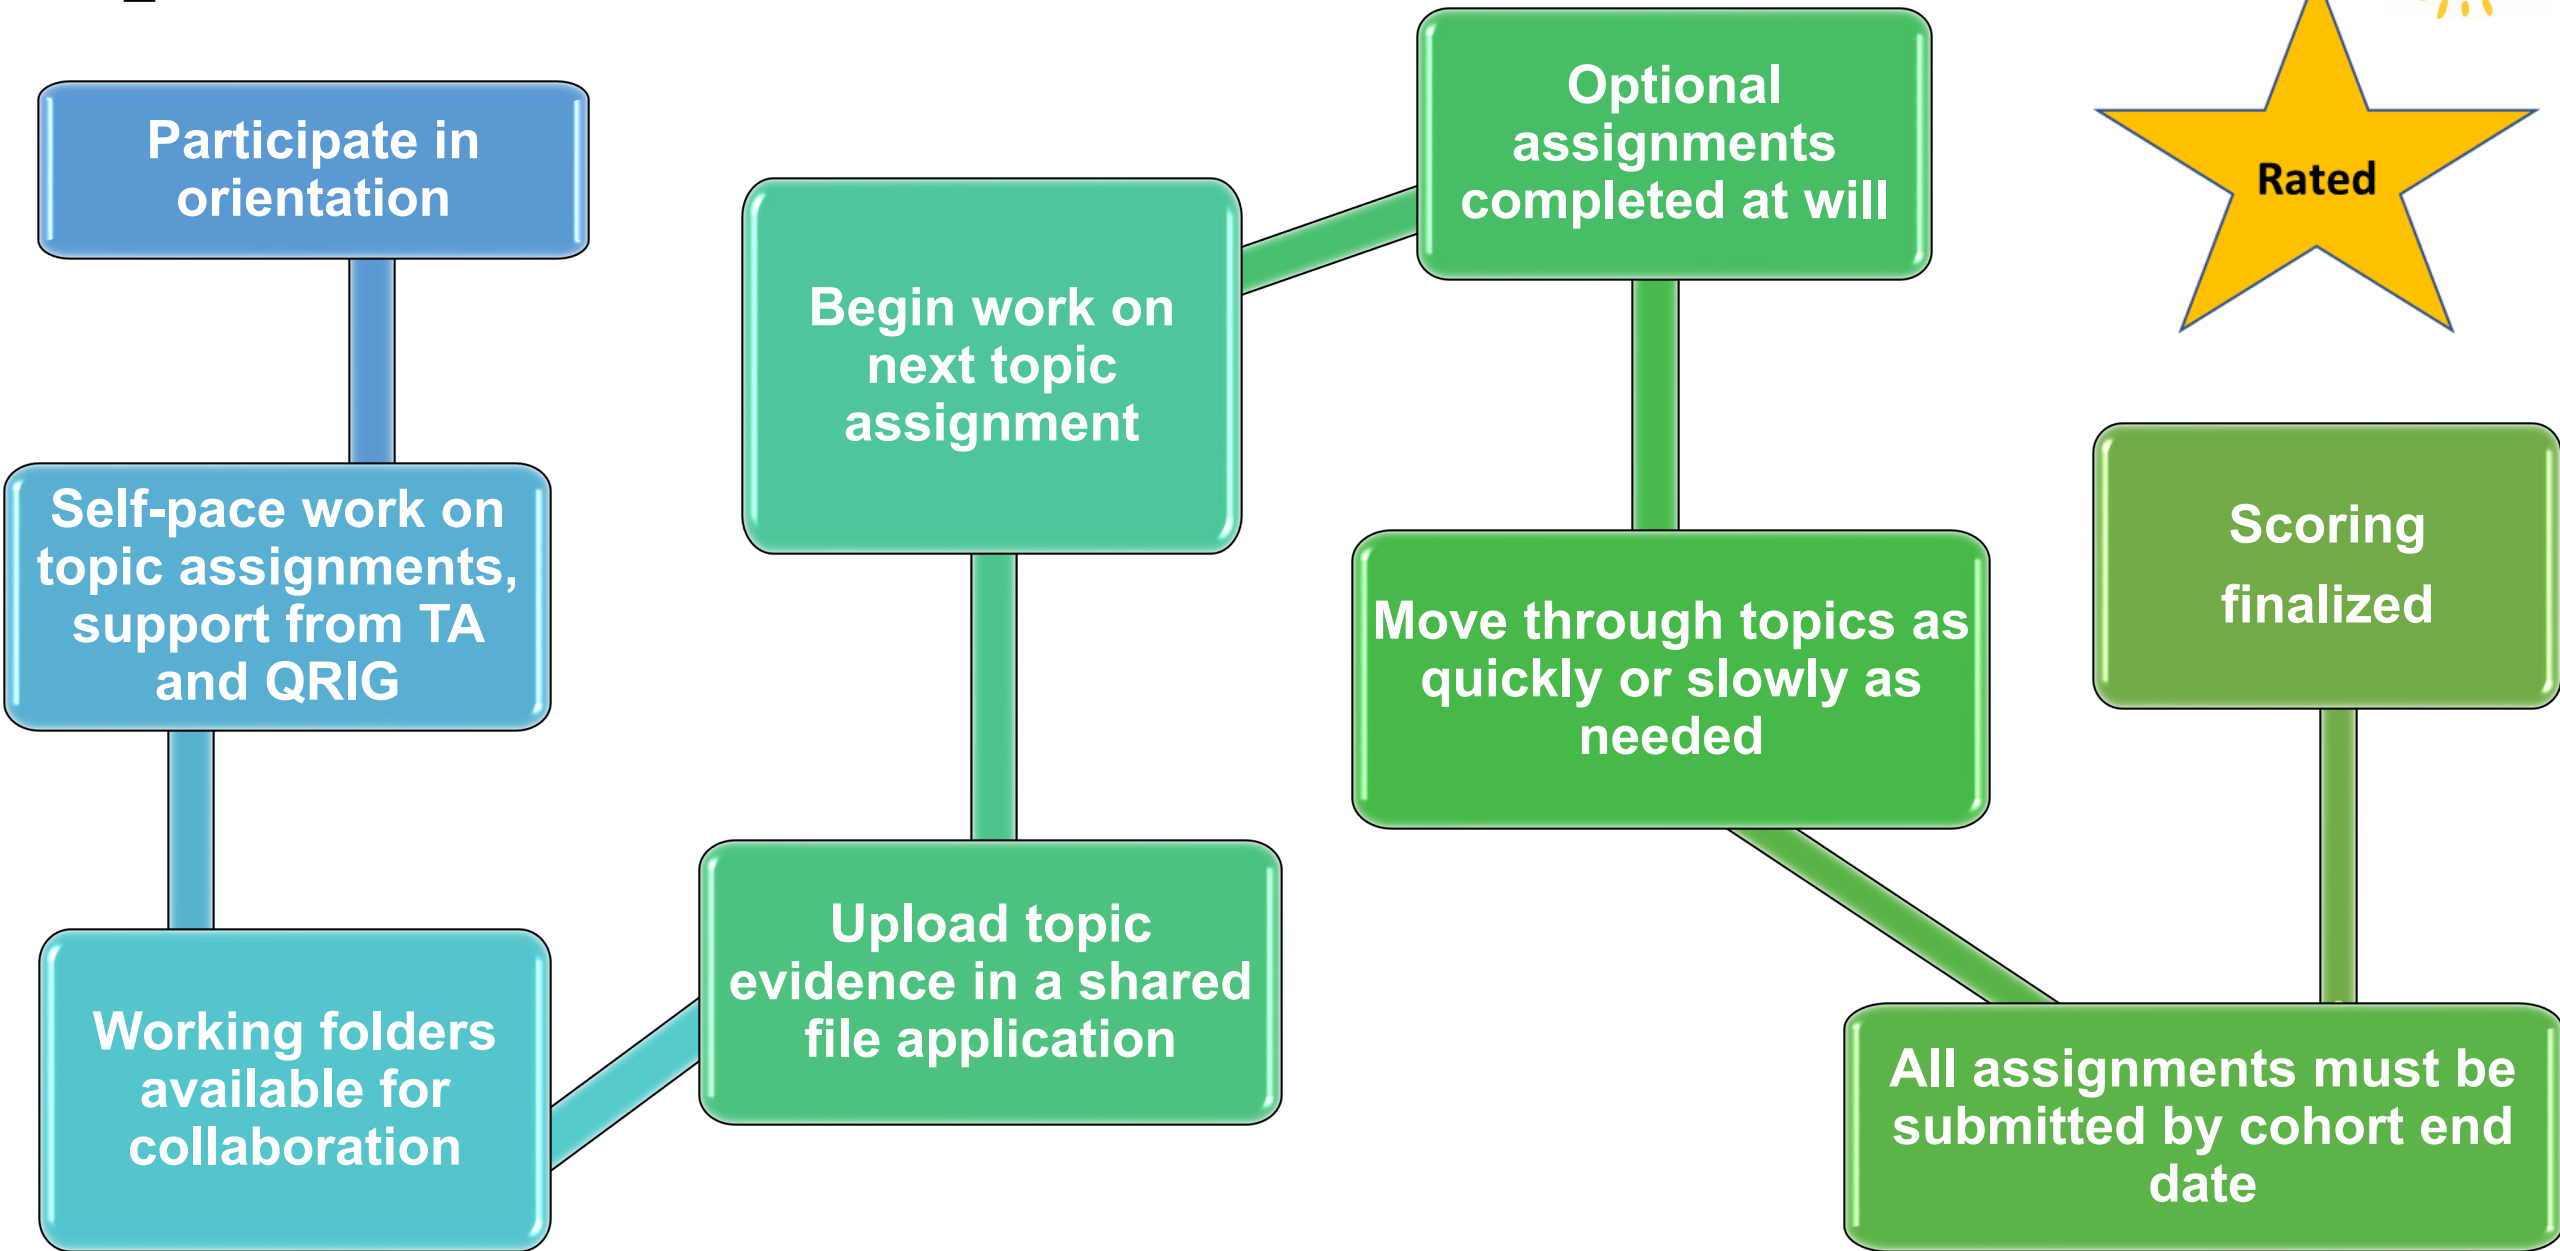 Participate in
orientation
Self-pace work on
topic assignments,
support from TA
and QRIG
Working folders
available for
collaboration
Upload topic
evidence in a shared
file application
Begin work on
next topic
assignment
Optional
assignments
completed at will
Move through topics as
quickly or slowly as
needed
All assignments must be
submitted by cohort end
date
Scoring
finalized
Rated